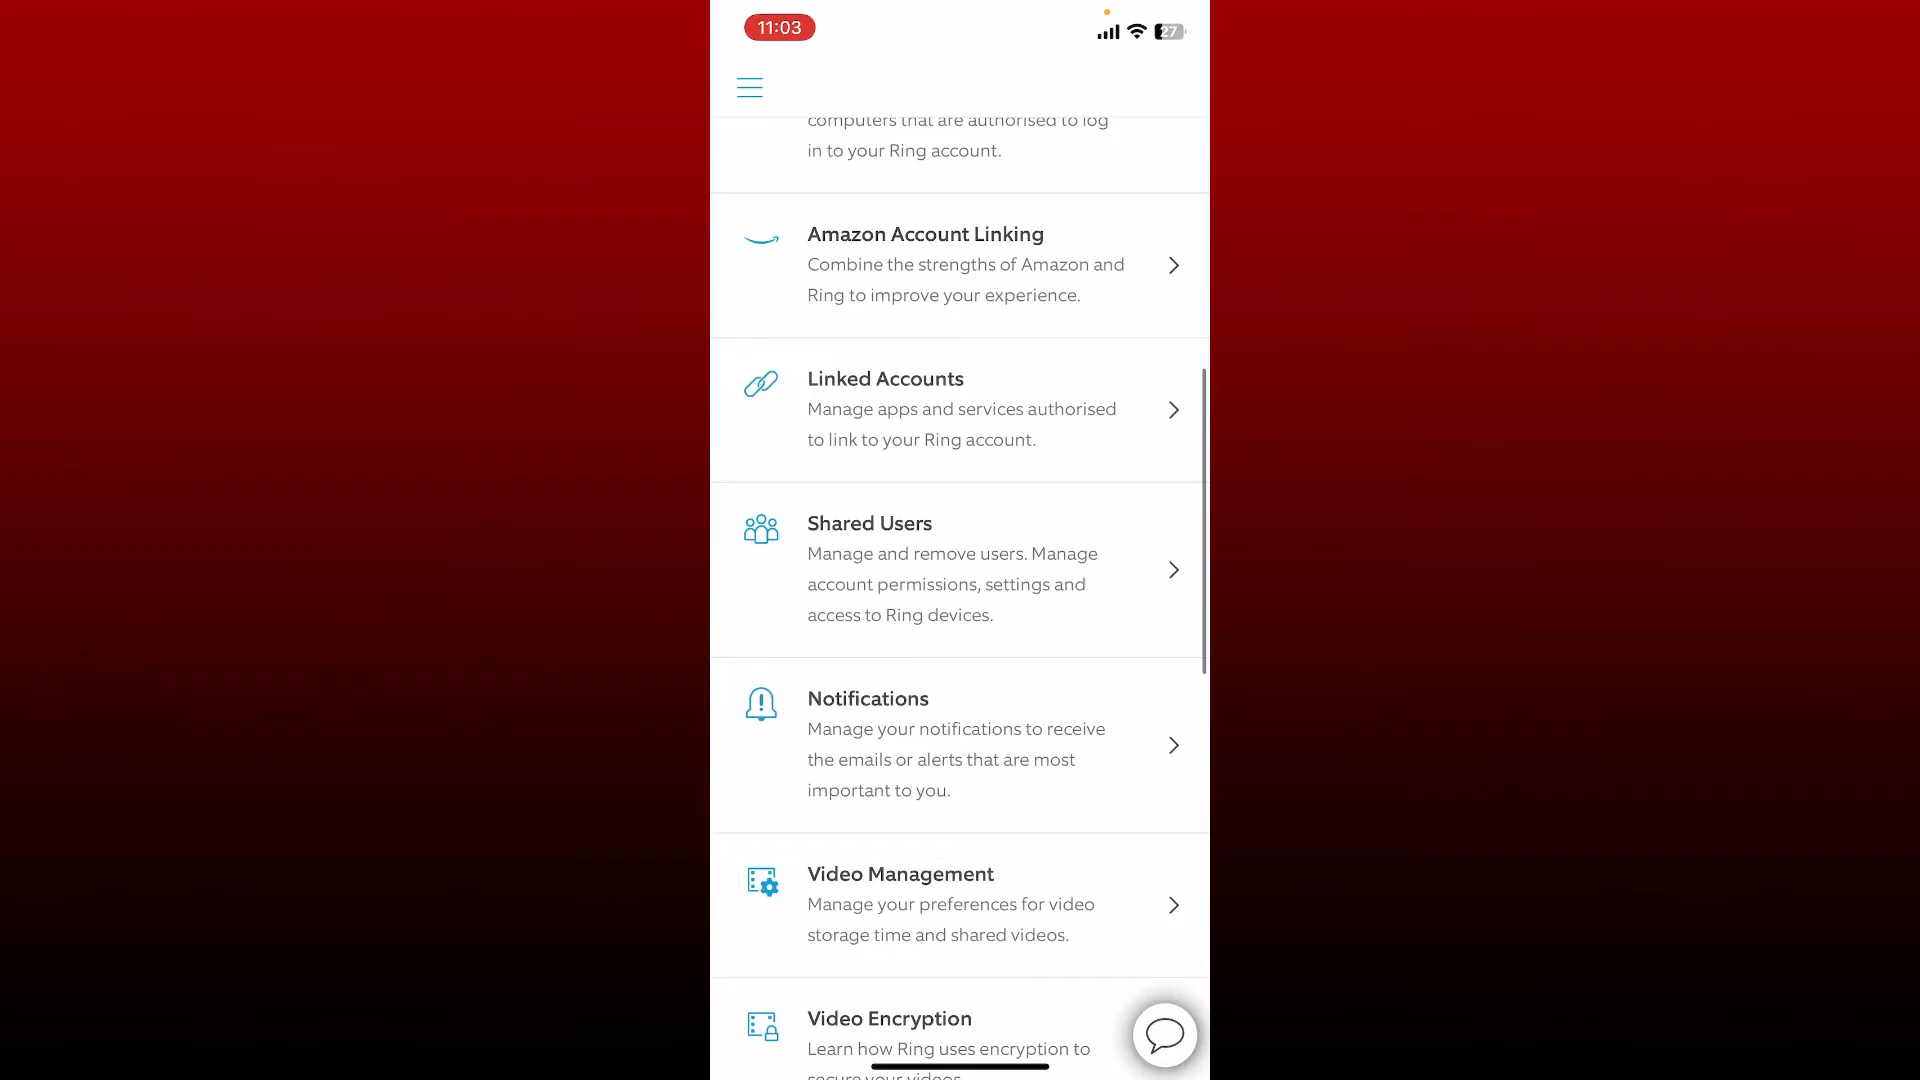 11:03
27
computers that are authorised to log
in to your Ring account.
Amazon Account Linking
Combine the strengths of Amazon and
Ring to improve your experience.
Linked Accounts
Manage apps and services authorised
to link to your Ring account.
Shared Users
Manage and remove users. Manage
account permissions, settings and
access to Ring devices.
Notifications
Manage your notifications to receive
the emails or alerts that are most
important to you.
Video Management
Manage your preferences for video
storage time and shared videos.
Video Encryption
Learn how Ring uses encryption to
secure your videos.